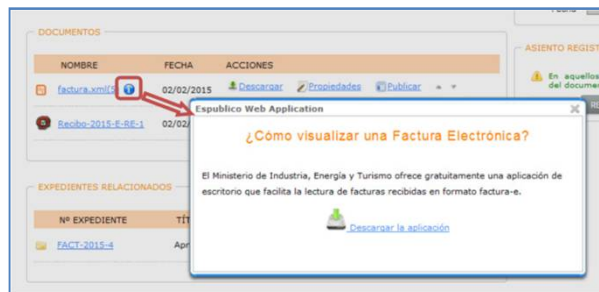 DOCUMENTOS
NOMBRE FECHA ACCIONES
factura.xml 02/02/2015 Descargar Propiedades Publicar
Recibo-2015-E-RE-1 02/02/
EXPEDIENTES RELACIONADOS
Nº EXPEDIENTE TÍT
FACT-2015-4 Apr
ASIENTO REGIST
En aquellos
del documen
Espublico Web Application
¿Cómo visualizar una Factura Electrónica?
El Ministerio de Industria, Energía y Turismo ofrece gratuitamente una aplicación de
escritorio que facilita la lectura de facturas recibidas en formato factura-e.
Descargar la aplicación